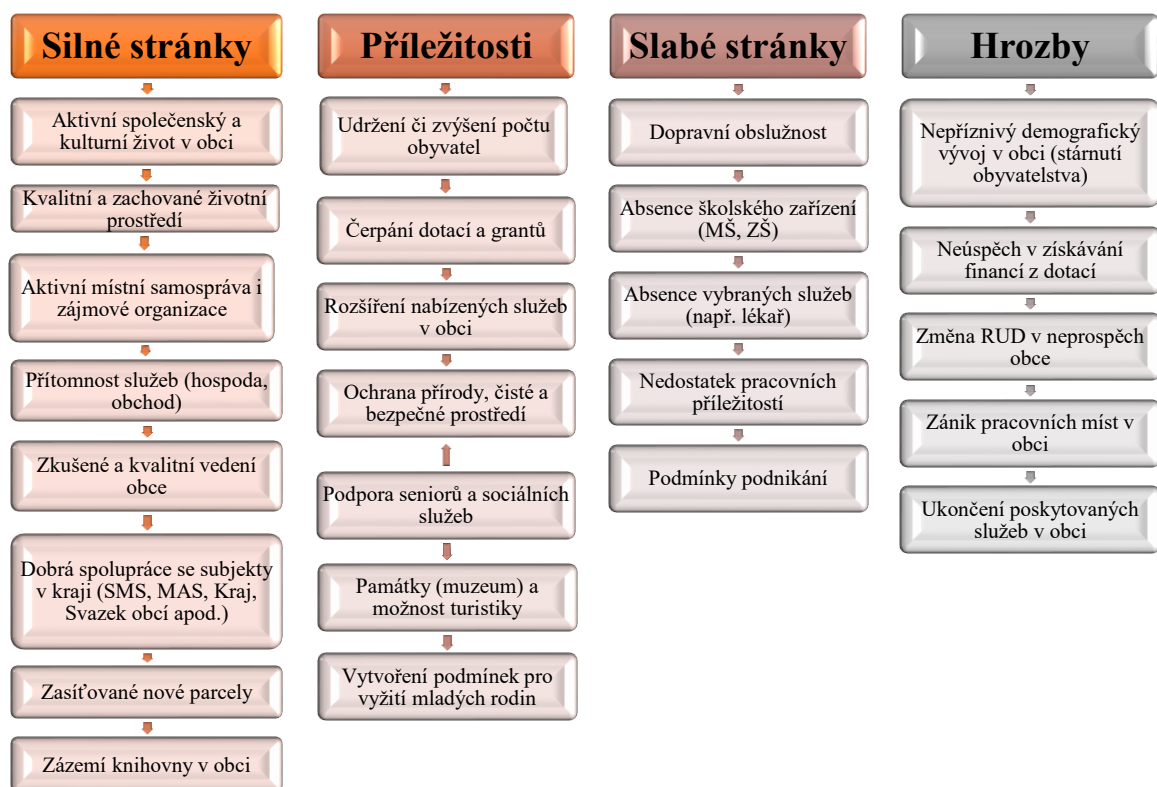 Silné stránky
Aktivní společenský a
kulturní život v obci
Kvalitní a zachované životní
prostředí
Aktivní místní samospráva i
zájmové organizace
Přítomnost služeb (hospoda,
obchod)
Zkušené a kvalitní vedení
obce
Dobrá spolupráce se subjekty
v kraji (SMS, MAS, Kraj,
Svazek obcí apod.)
Zasíťované nové parcely
Zázemí knihovny v obci
Příležitosti
Udržení či zvýšení počtu
obyvatel
Čerpání dotací a grantů
Rozšíření nabízených služeb
v obci
Ochrana přírody, čisté a
bezpečné prostředí
Podpora seniorů a sociálních
služeb
Památky (muzeum) a
možnost turistiky
Vytvoření podmínek pro
vyžití mladých rodin
Slabé stránky
Dopravní obslužnost
Absence školského zařízení
(MŠ, ZŠ)
Absence vybraných služeb
(např. lékař)
Nedostatek pracovních
příležitostí
Podmínky podnikání
Hrozby
Nepříznivý demografický
vývoj v obci (stárnutí
obyvatelstva)
Neúspěch v získávání
financí z dotací
Změna RUD v neprospěch
obce
Zánik pracovních míst v
obci
Ukončení poskytovaných
služeb v obci